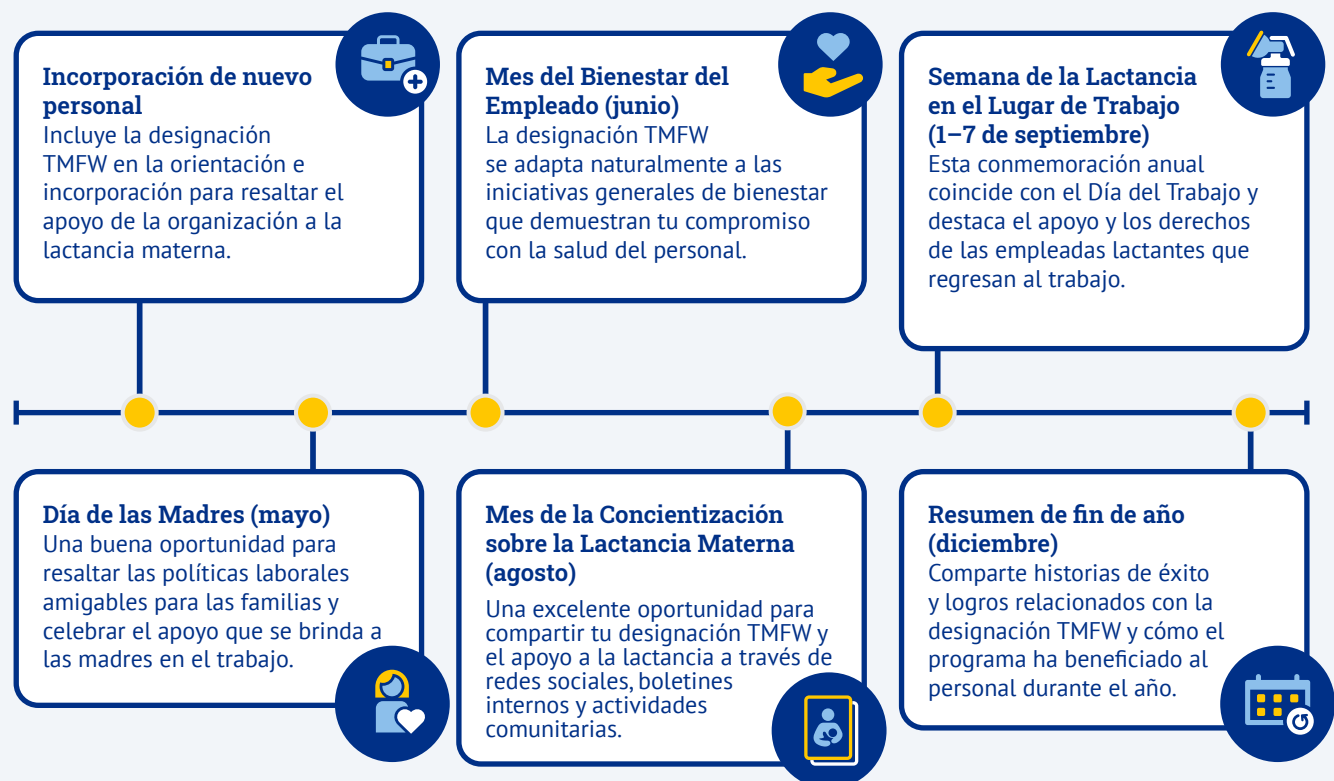 Incorporación de nuevo
personal
Incluye la designación
TMFW en la orientación e
incorporación para resaltar el
apoyo de la organización a la
lactancia materna.
Mes del Bienestar del
Empleado (junio)
La designación TMFW
se adapta naturalmente a las
iniciativas generales de bienestar
que demuestran tu compromiso
con la salud del personal.
Semana de la Lactancia
en el Lugar de Trabajo
(1–7 de septiembre)
Esta conmemoración anual
coincide con el Día del Trabajo y
destaca el apoyo y los derechos
de las empleadas lactantes que
regresan al trabajo.
Día de las Madres (mayo)
Una buena oportunidad para
resaltar las políticas laborales
amigables para las familias y
celebrar el apoyo que se brinda a
las madres en el trabajo.
Mes de la Concientización
sobre la Lactancia Materna
(agosto)
Una excelente oportunidad para
compartir tu designación TMFW y
el apoyo a la lactancia a través de
redes sociales, boletines
internos y actividades
comunitarias.
Resumen de fin de año
(diciembre)
Comparte historias de éxito
y logros relacionados con la
designación TMFW y cómo el
programa ha beneficiado al
personal durante el año.